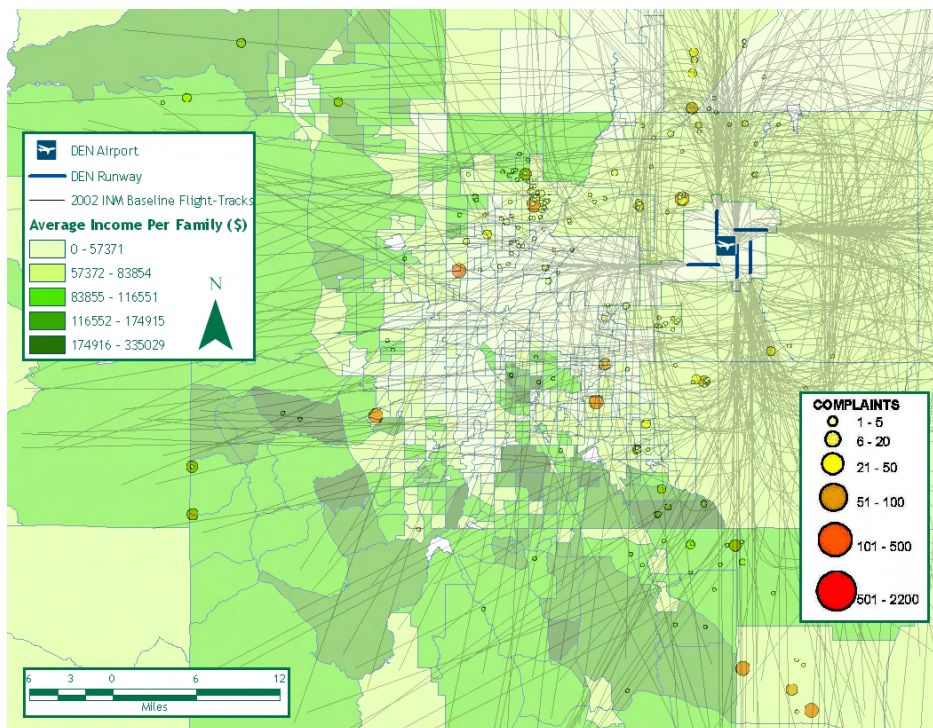 DEN Airport
DEN Runway
2002 INM Baseline Flight-Tracks
Average Income Per Family ($)
0 - 57371
57372 - 83854
83855 - 116551
116552 - 174915
174916 - 335029
N
COMPLAINTS
1 - 5
6 - 20
21 - 50
51 - 100
101 - 500
501 - 2200
6 3 0 6 12
Miles